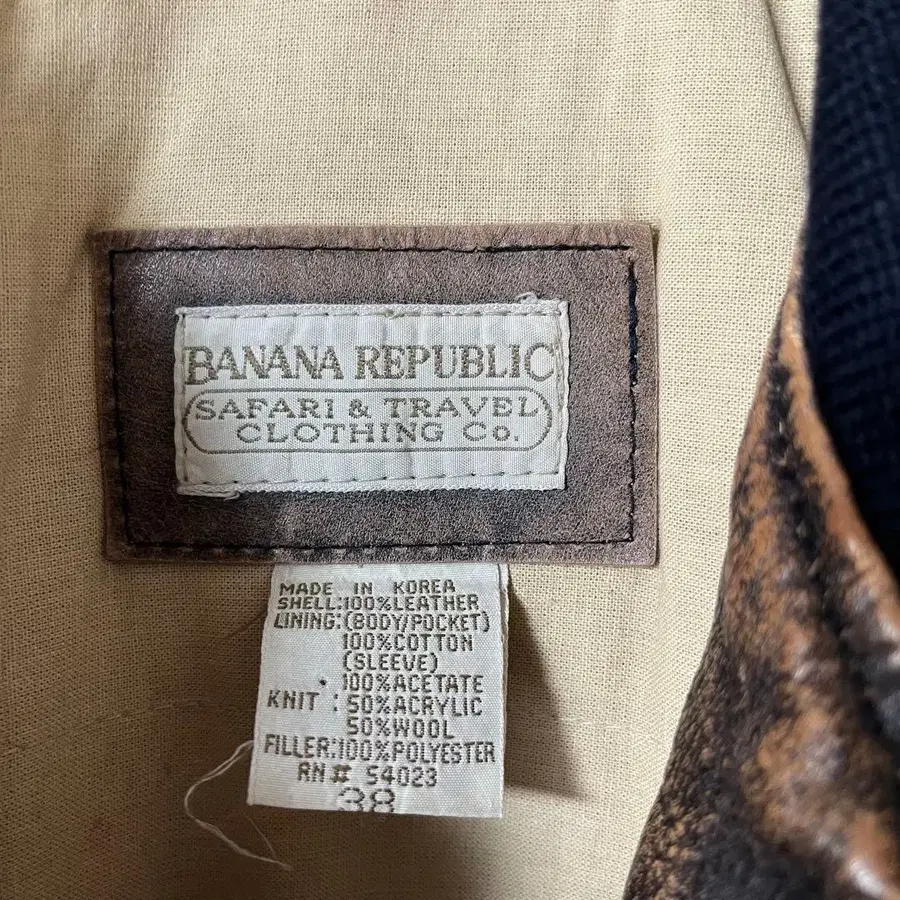 BANANA REPUBLIC
SAFARI & TRAVEL
CLOTHING Co.
MADE IN KOREA
SHELL:100%LEATHER
LINING:(BODY/POCKET)
100%COTTON
(SLEEVE)
100%ACETATE
KNIT : 50%ACRYLIC
50%WOOL
FILLER:100%POLYESTER
RN# 54023
38